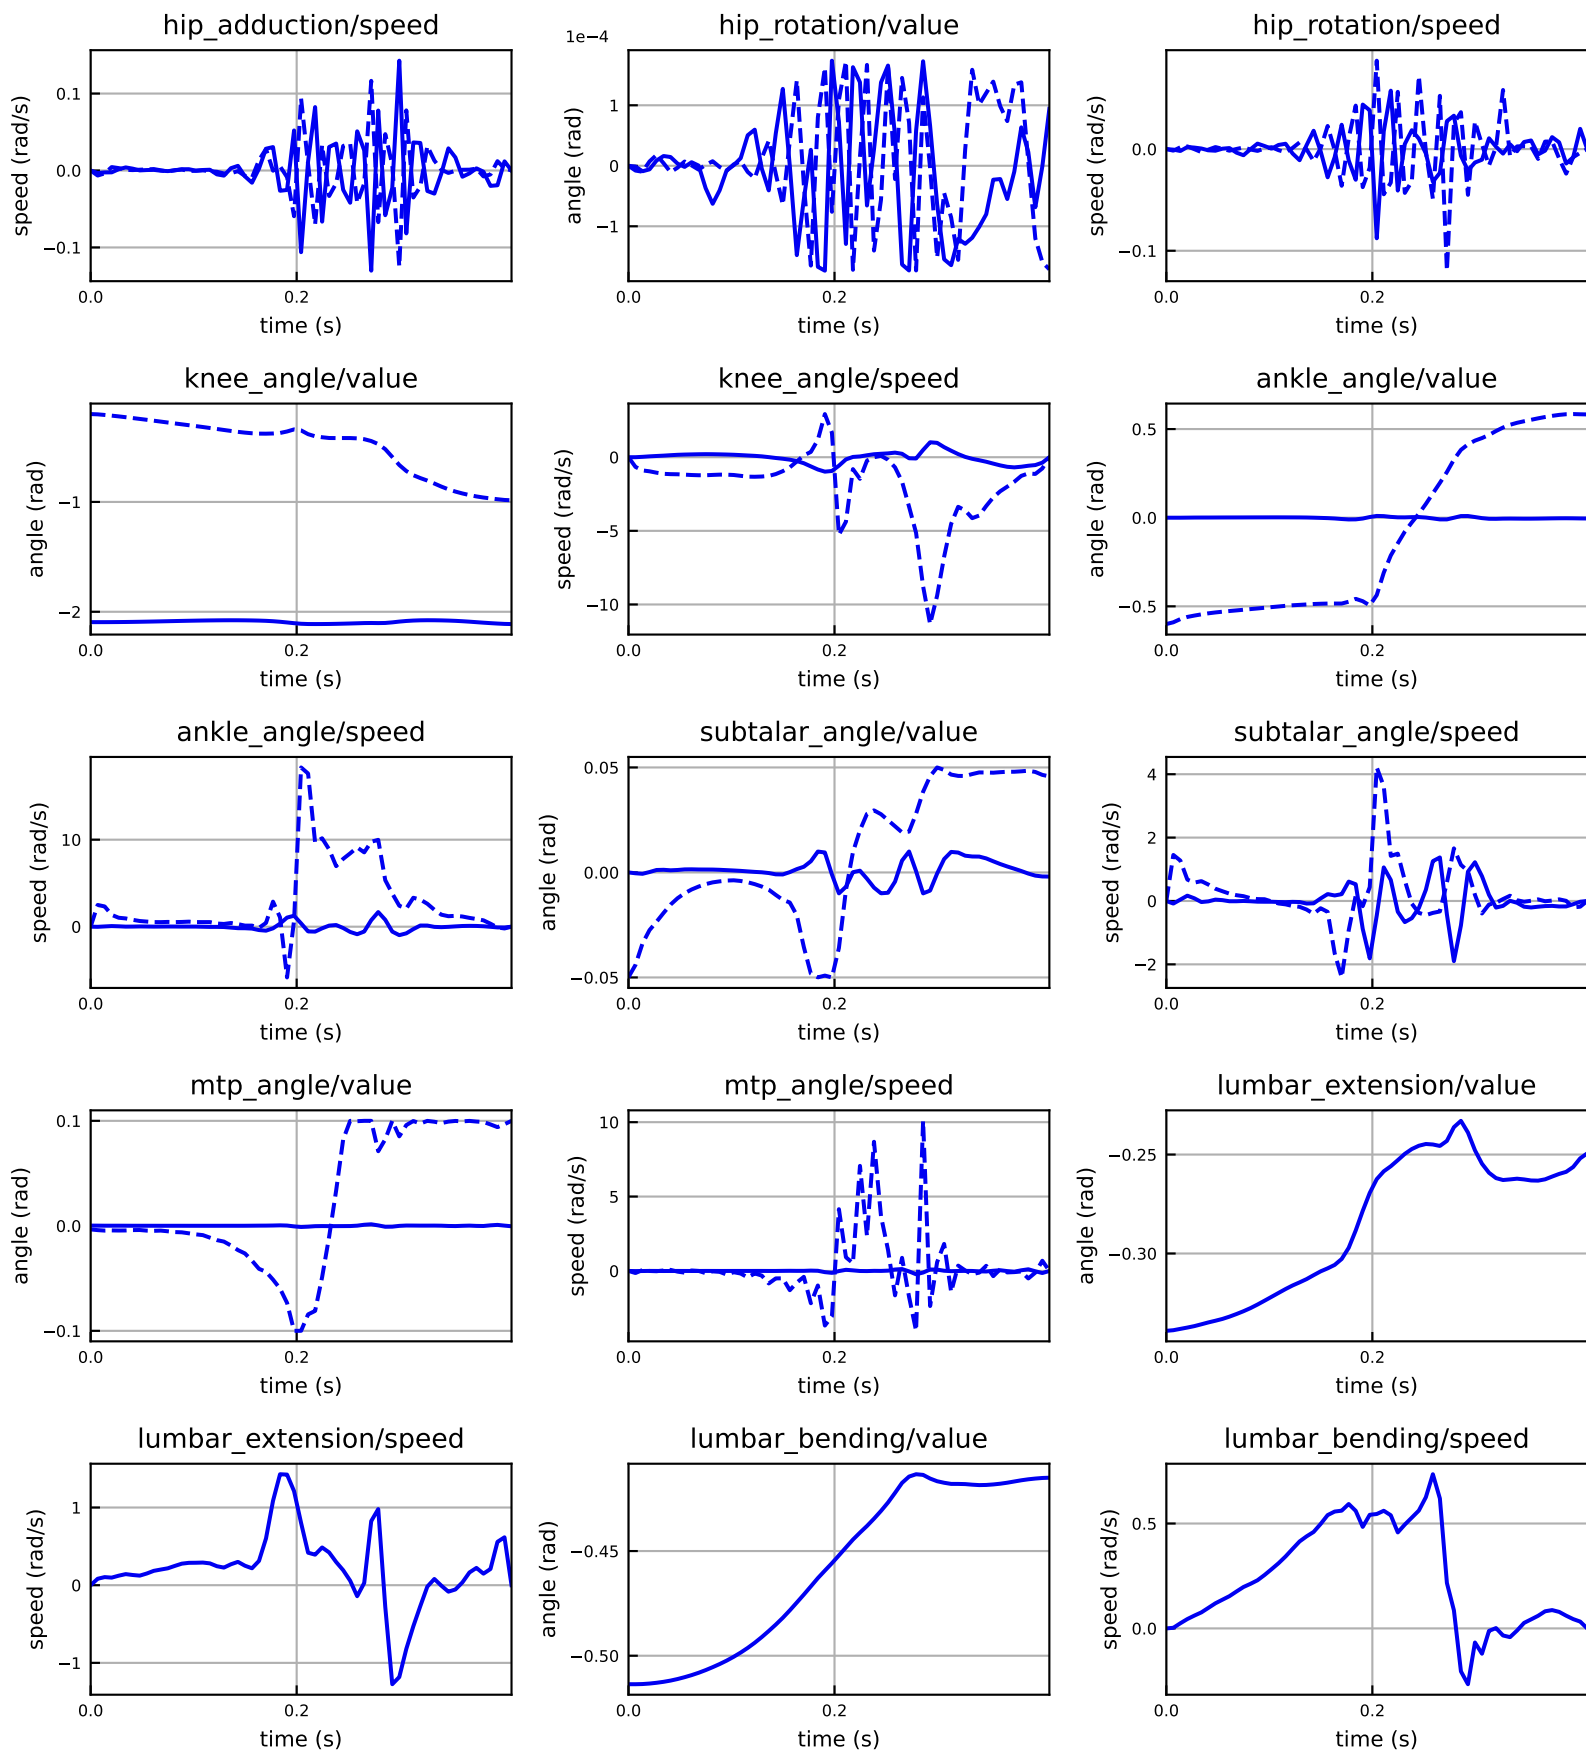 hip_adduction/speed
speed (rad/s)
0.1
0.0
−0.1
0.0
0.2
time (s)
hip_rotation/value
1e−4
angle (rad)
1
0
−1
0.0
0.2
time (s)
hip_rotation/speed
speed (rad/s)
0.0
−0.1
0.0
0.2
time (s)
knee_angle/value
angle (rad)
−1
−2
0.0
0.2
time (s)
knee_angle/speed
speed (rad/s)
0
−5
−10
0.0
0.2
time (s)
ankle_angle/value
angle (rad)
0.5
0.0
−0.5
0.0
0.2
time (s)
ankle_angle/speed
speed (rad/s)
10
0
0.0
0.2
time (s)
subtalar_angle/value
angle (rad)
0.05
0.00
−0.05
0.0
0.2
time (s)
subtalar_angle/speed
speed (rad/s)
4
2
0
−2
0.0
0.2
time (s)
mtp_angle/value
angle (rad)
0.1
0.0
−0.1
0.0
0.2
time (s)
mtp_angle/speed
speed (rad/s)
10
5
0
0.0
0.2
time (s)
lumbar_extension/value
angle (rad)
−0.25
−0.30
0.0
0.2
time (s)
lumbar_extension/speed
speed (rad/s)
1
0
−1
0.0
0.2
time (s)
lumbar_bending/value
angle (rad)
−0.45
−0.50
0.0
0.2
time (s)
lumbar_bending/speed
speed (rad/s)
0.5
0.0
0.0
0.2
time (s)